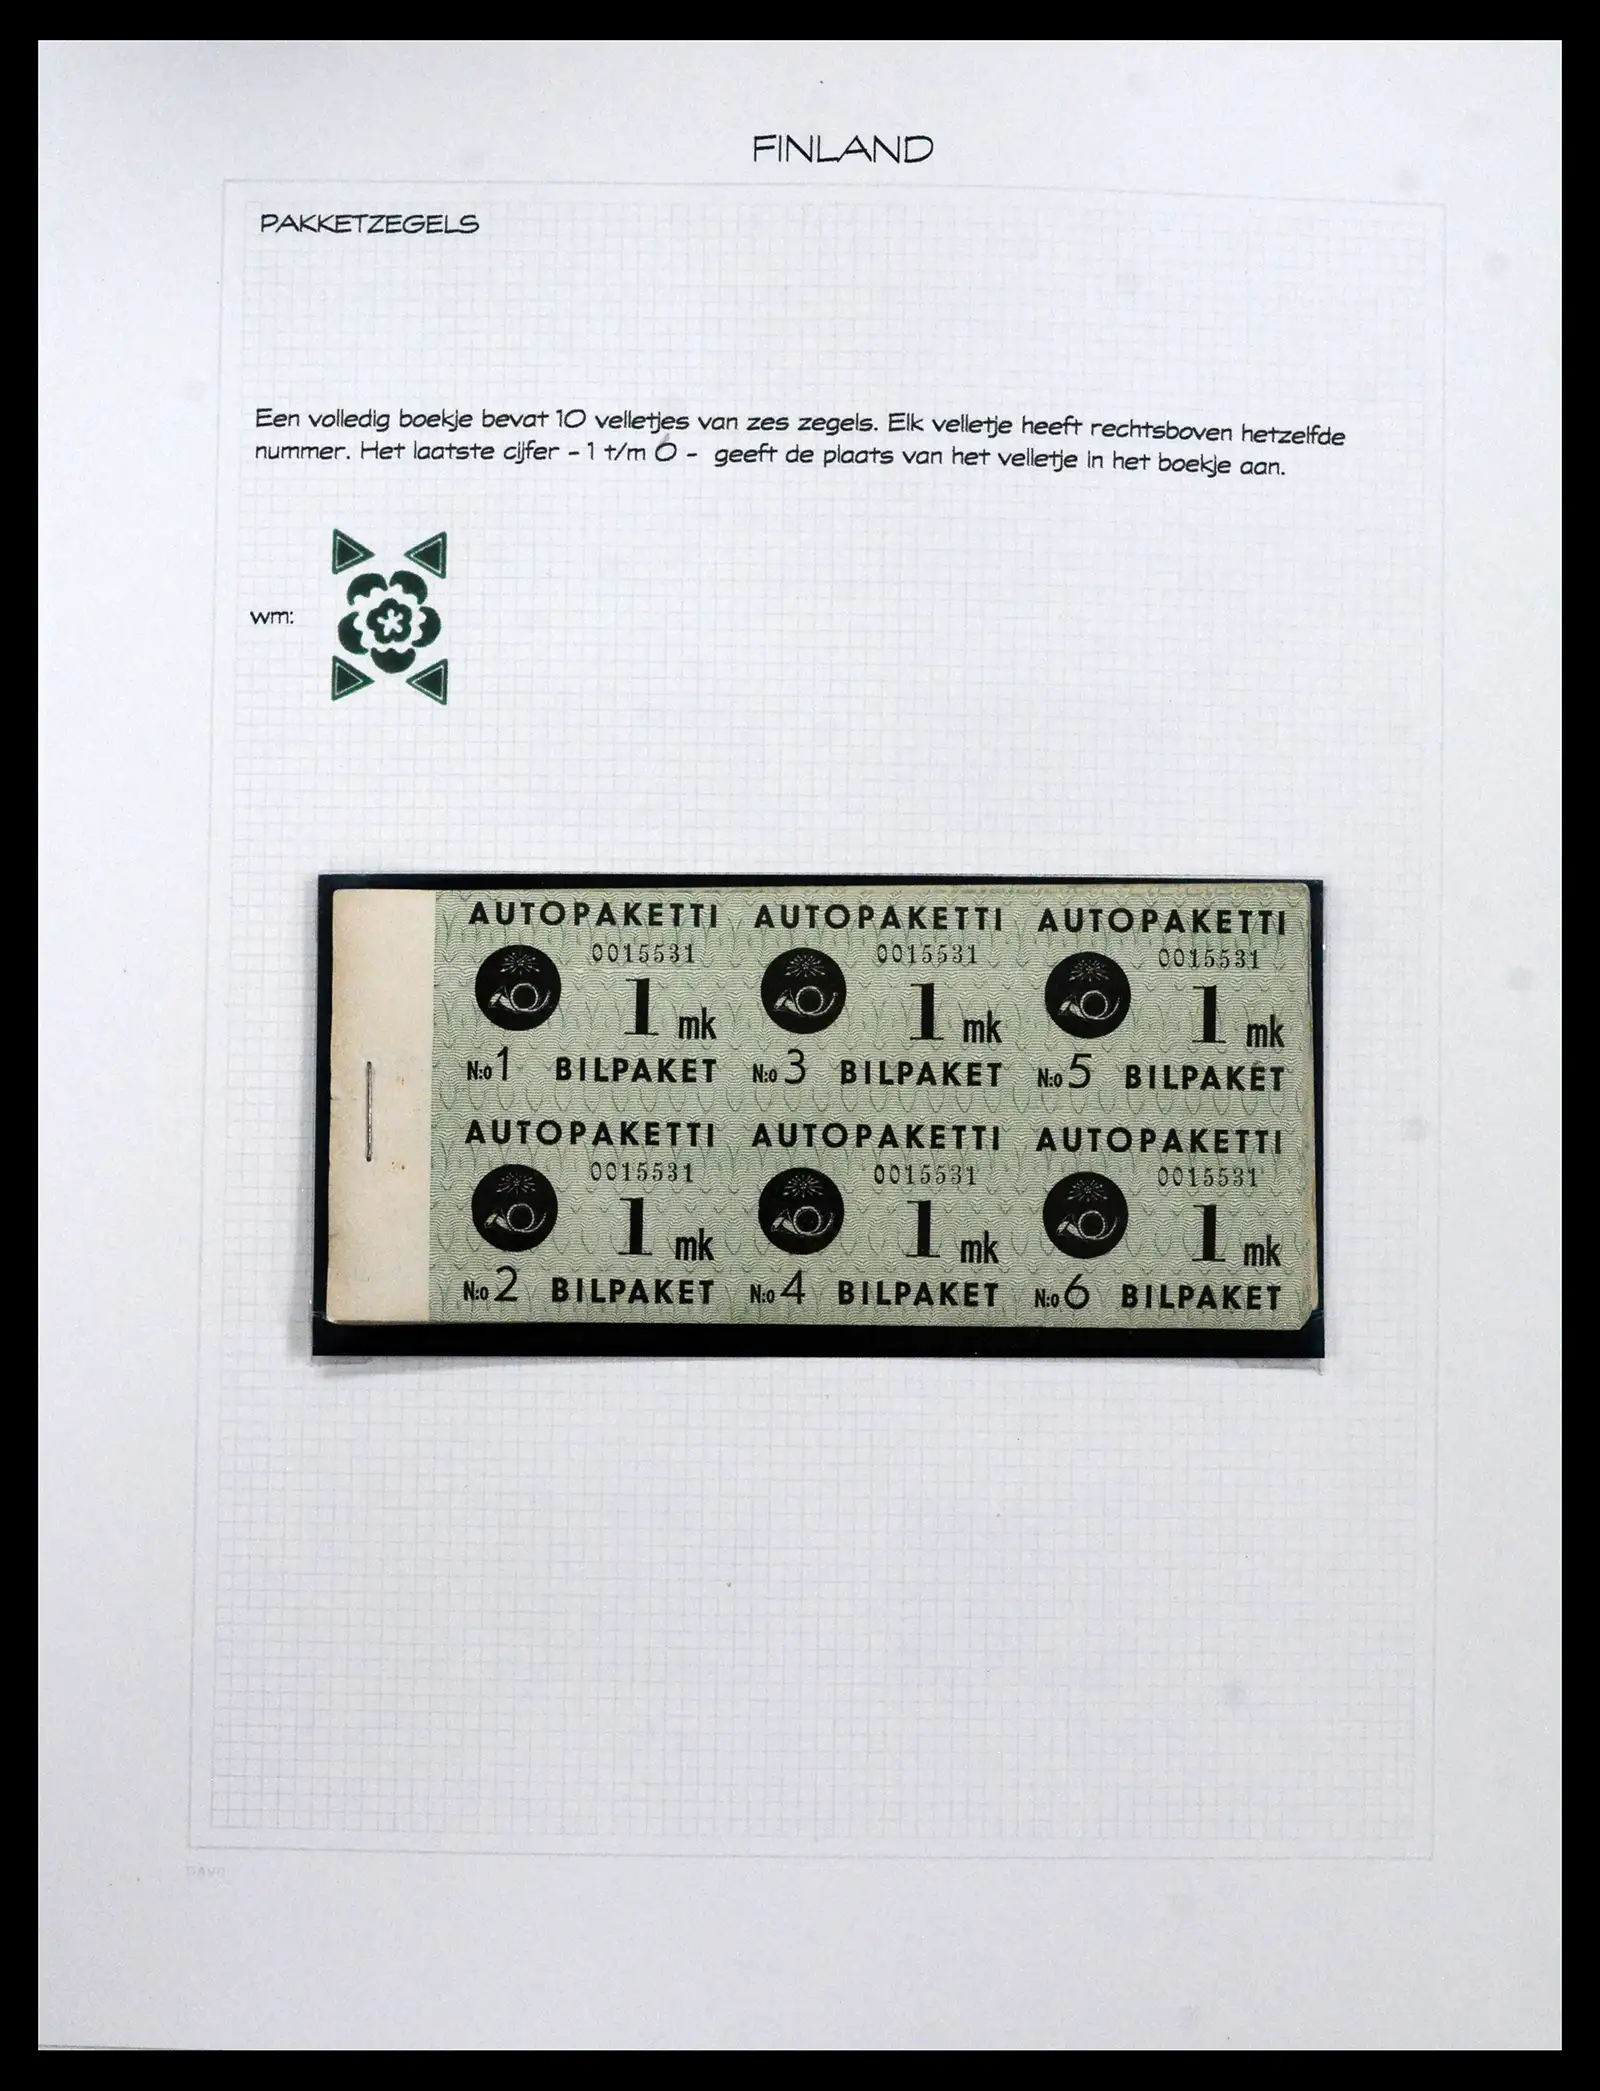 FINLAND
PAKKETZEGELS
Een volledig boekje bevat 10 velletjes van zes zegels. Elk velletje heeft rechtsboven hetzelfde
nummer. Het laatste cijfer - 1 t/m 0 - geeft de plaats van het velletje in het boekje aan.
wm:
AUTOPAKETTI AUTOPAKETTI AUTOPAKETTI
0015531 0015531 0015531
1 mk 1 mk 1 mk
N:o 1 BILPAKET N:o 3 BILPAKET N:o 5 BILPAKET
AUTOPAKETTI AUTOPAKETTI AUTOPAKETTI
0015531 0015531 0015531
1 mk 1 mk 1 mk
N:o 2 BILPAKET N:o 4 BILPAKET N:o 6 BILPAKET
DAVO